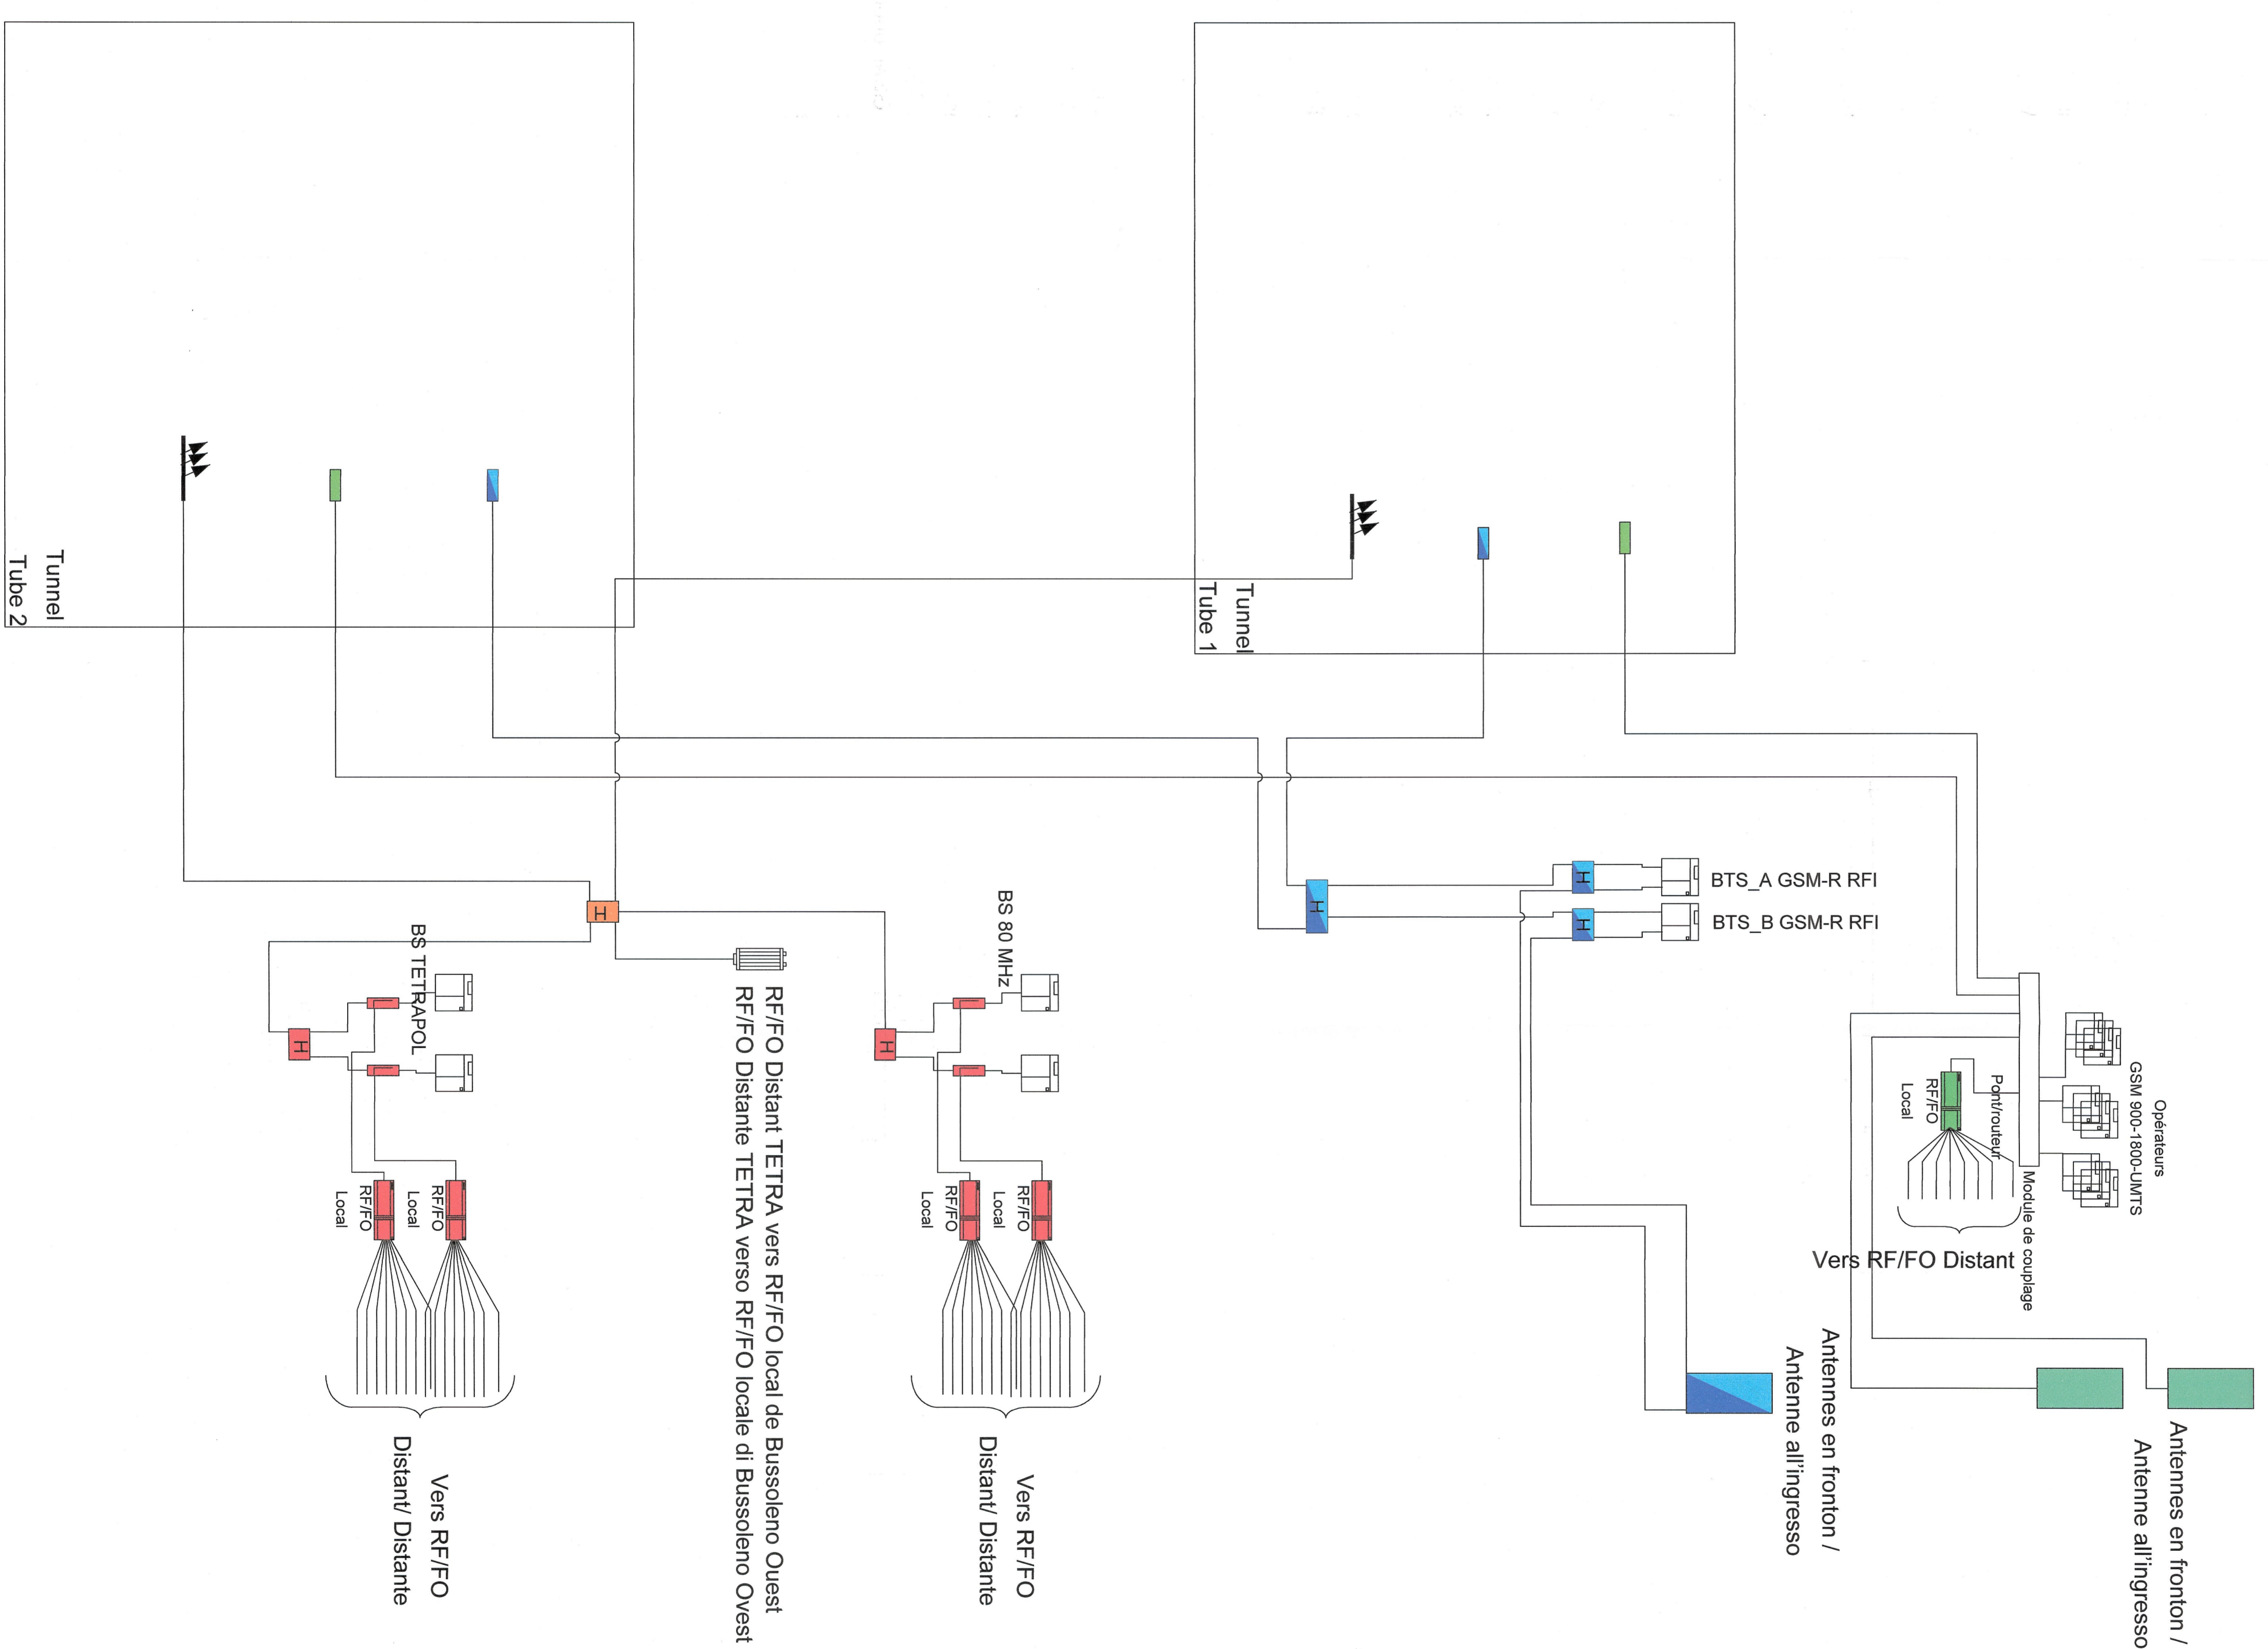 Tunnel
Tube 2
Tunnel
Tube 1
BTS_A GSM-R RFI
BTS_B GSM-R RFI
H
H
H
H
H
H
BS TETRAPOL
BS 80 MHz
RF/FO Distant TETRA vers RF/FO local de Bussoleno Ouest
RF/FO Distante TETRA verso RF/FO locale di Bussoleno Ovest
RF/FO
Local
RF/FO
Local
RF/FO
Local
RF/FO
Local
Vers RF/FO
Distant/ Distante
Vers RF/FO
Distant/ Distante
Opérateurs
GSM 900-1800-UMTS
Module de couplage
Pont/routeur
RF/FO
Local
Vers RF/FO Distant
Antennes en fronton /
Antenne all'ingresso
Antennes en fronton /
Antenne all'ingresso